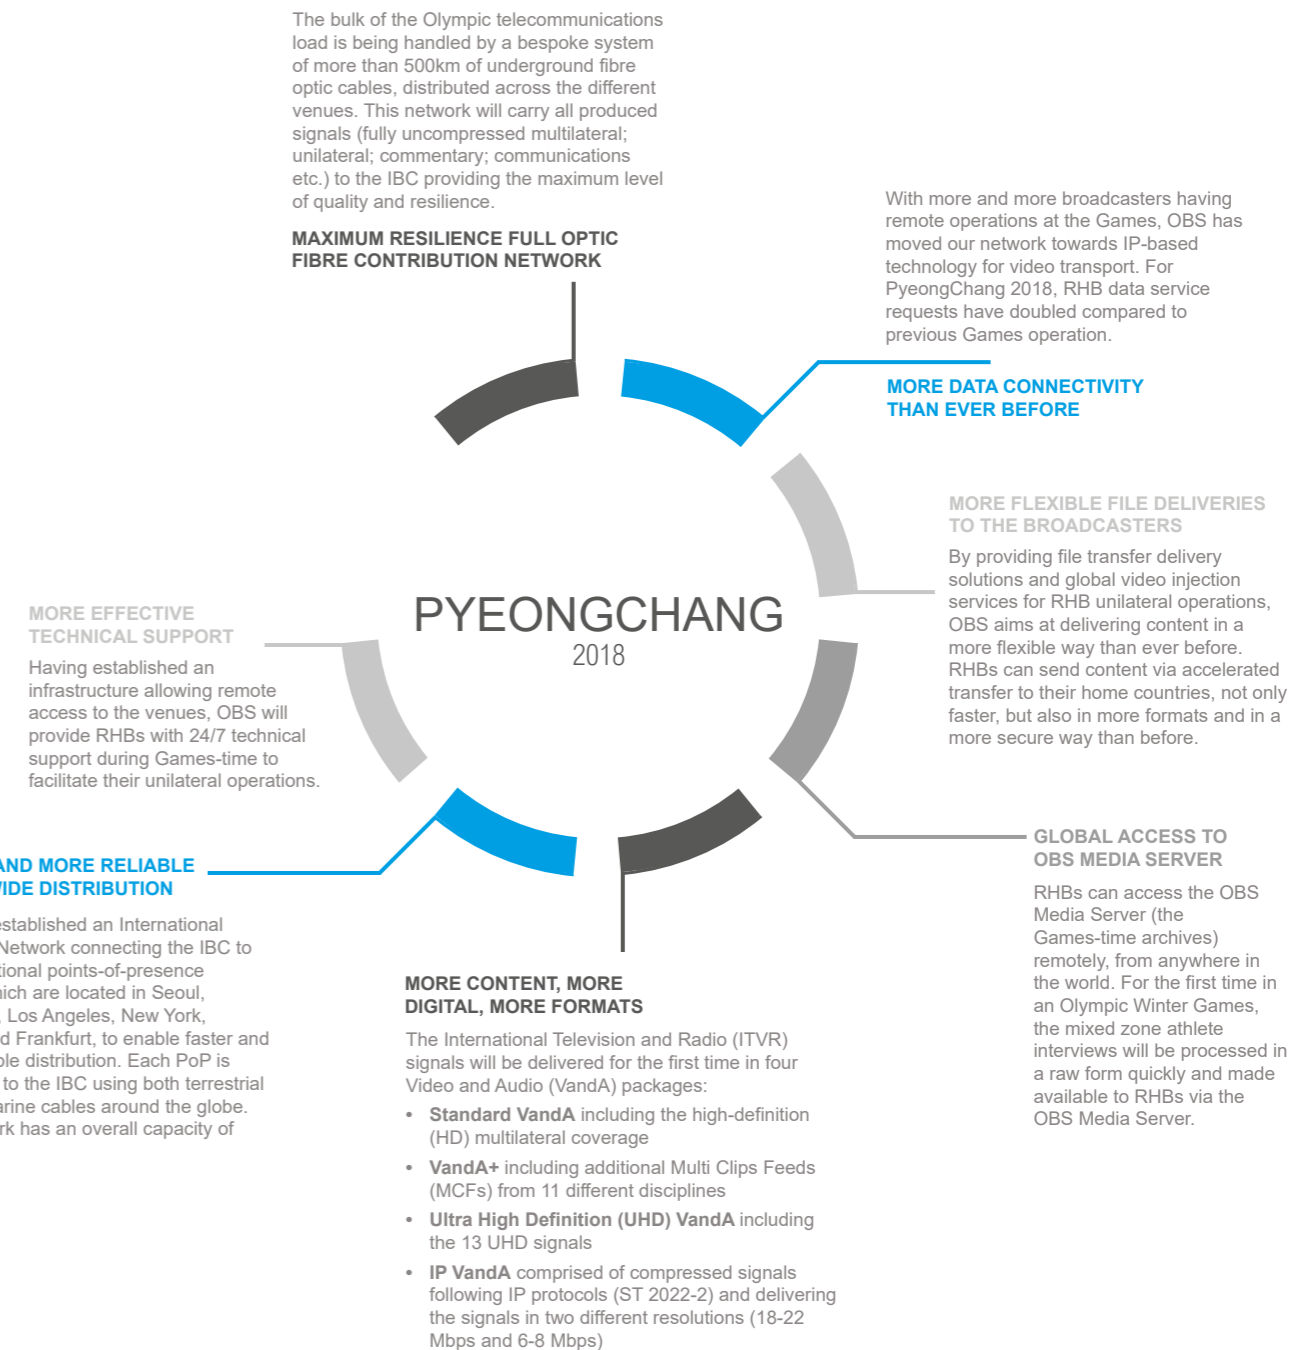 The bulk of the Olympic telecommunications
load is being handled by a bespoke system
of more than 500km of underground fibre
optic cables, distributed across the different
venues. This network will carry all produced
signals (fully uncompressed multilateral;
unilateral; commentary; communications
etc.) to the IBC providing the maximum level
of quality and resilience.
MAXIMUM RESILIENCE FULL OPTIC
FIBRE CONTRIBUTION NETWORK
With more and more broadcasters having
remote operations at the Games, OBS has
moved our network towards IP-based
technology for video transport. For
PyeongChang 2018, RHB data service
requests have doubled compared to
previous Games operation.
MORE DATA CONNECTIVITY
THAN EVER BEFORE
MORE FLEXIBLE FILE DELIVERIES
TO THE BROADCASTERS
By providing file transfer delivery
solutions and global video injection
services for RHB unilateral operations,
OBS aims at delivering content in a
more flexible way than ever before.
RHBs can send content via accelerated
transfer to their home countries, not only
faster, but also in more formats and in a
more secure way than before.
PYEONGCHANG
2018
MORE EFFECTIVE
TECHNICAL SUPPORT
Having established an
infrastructure allowing remote
access to the venues, OBS will
provide RHBs with 24/7 technical
support during Games-time to
facilitate their unilateral operations.
GLOBAL ACCESS TO
OBS MEDIA SERVER
RHBs can access the OBS
Media Server (the
Games-time archives)
remotely, from anywhere in
the world. For the first time in
an Olympic Winter Games,
the mixed zone athlete
interviews will be processed in
a raw form quickly and made
available to RHBs via the
OBS Media Server.
AND MORE RELIABLE
DISTRIBUTION
established an International
Network connecting the IBC to
points-of-presence
are located in Seoul,
Los Angeles, New York,
Frankfurt, to enable faster and
distribution. Each PoP is
to the IBC using both terrestrial
cables around the globe.
has an overall capacity of
MORE CONTENT, MORE
DIGITAL, MORE FORMATS
The International Television and Radio (ITVR)
signals will be delivered for the first time in four
Video and Audio (VandA) packages:
• Standard VandA including the high-definition
(HD) multilateral coverage
• VandA+ including additional Multi Clips Feeds
(MCFs) from 11 different disciplines
• Ultra High Definition (UHD) VandA including
the 13 UHD signals
• IP VandA comprised of compressed signals
following IP protocols (ST 2022-2) and delivering
the signals in two different resolutions (18-22
Mbps and 6-8 Mbps)